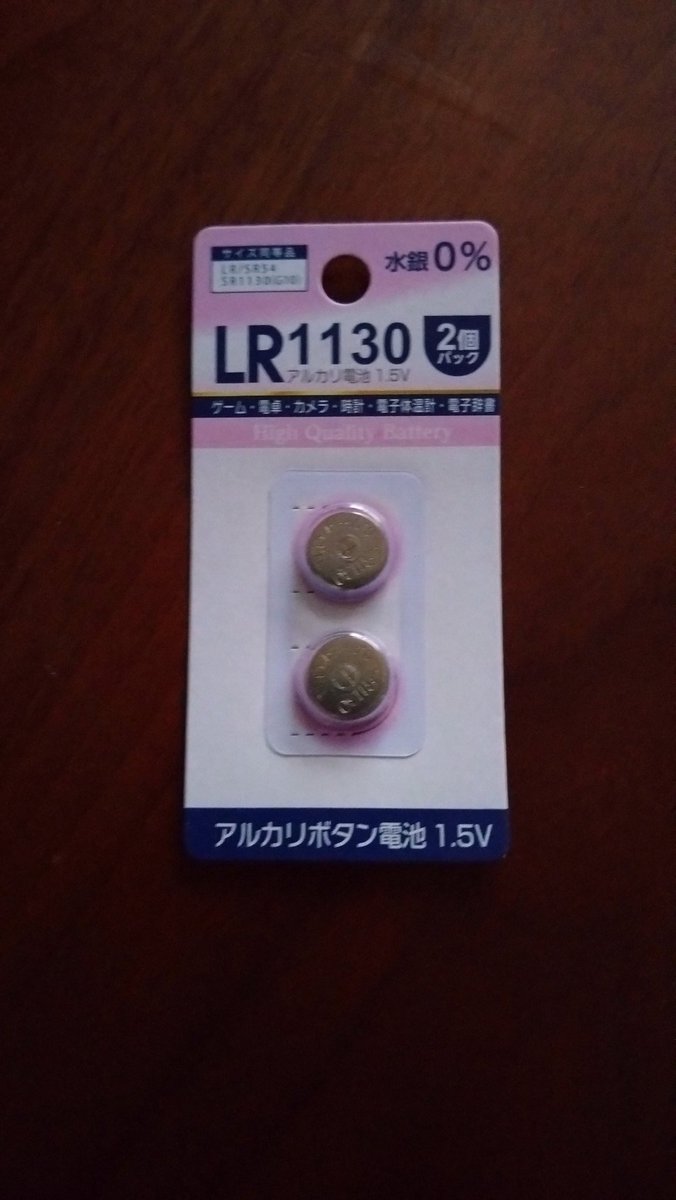 サイズ同等品
LR/SR54
SR1130(G10)
水銀0%
LR1130
アルカリ電池 1.5V
2個
パック
ゲーム・電卓・カメラ・時計・電子体温計・電子辞書
High Quality Battery
アルカリボタン電池 1.5V